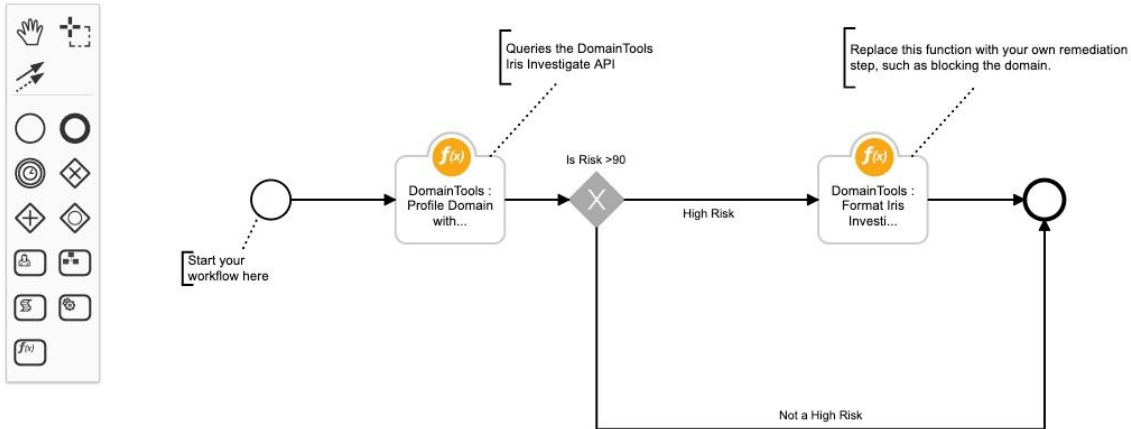 Queries the DomainTools
Iris Investigate API
Replace this function with your own remediation
step, such as blocking the domain.
f(x)
DomainTools :
Profile Domain
with...
Is Risk >90
X
High Risk
f(x)
DomainTools :
Format Iris
Investi...
Start your
workflow here
f(x)
Not a High Risk